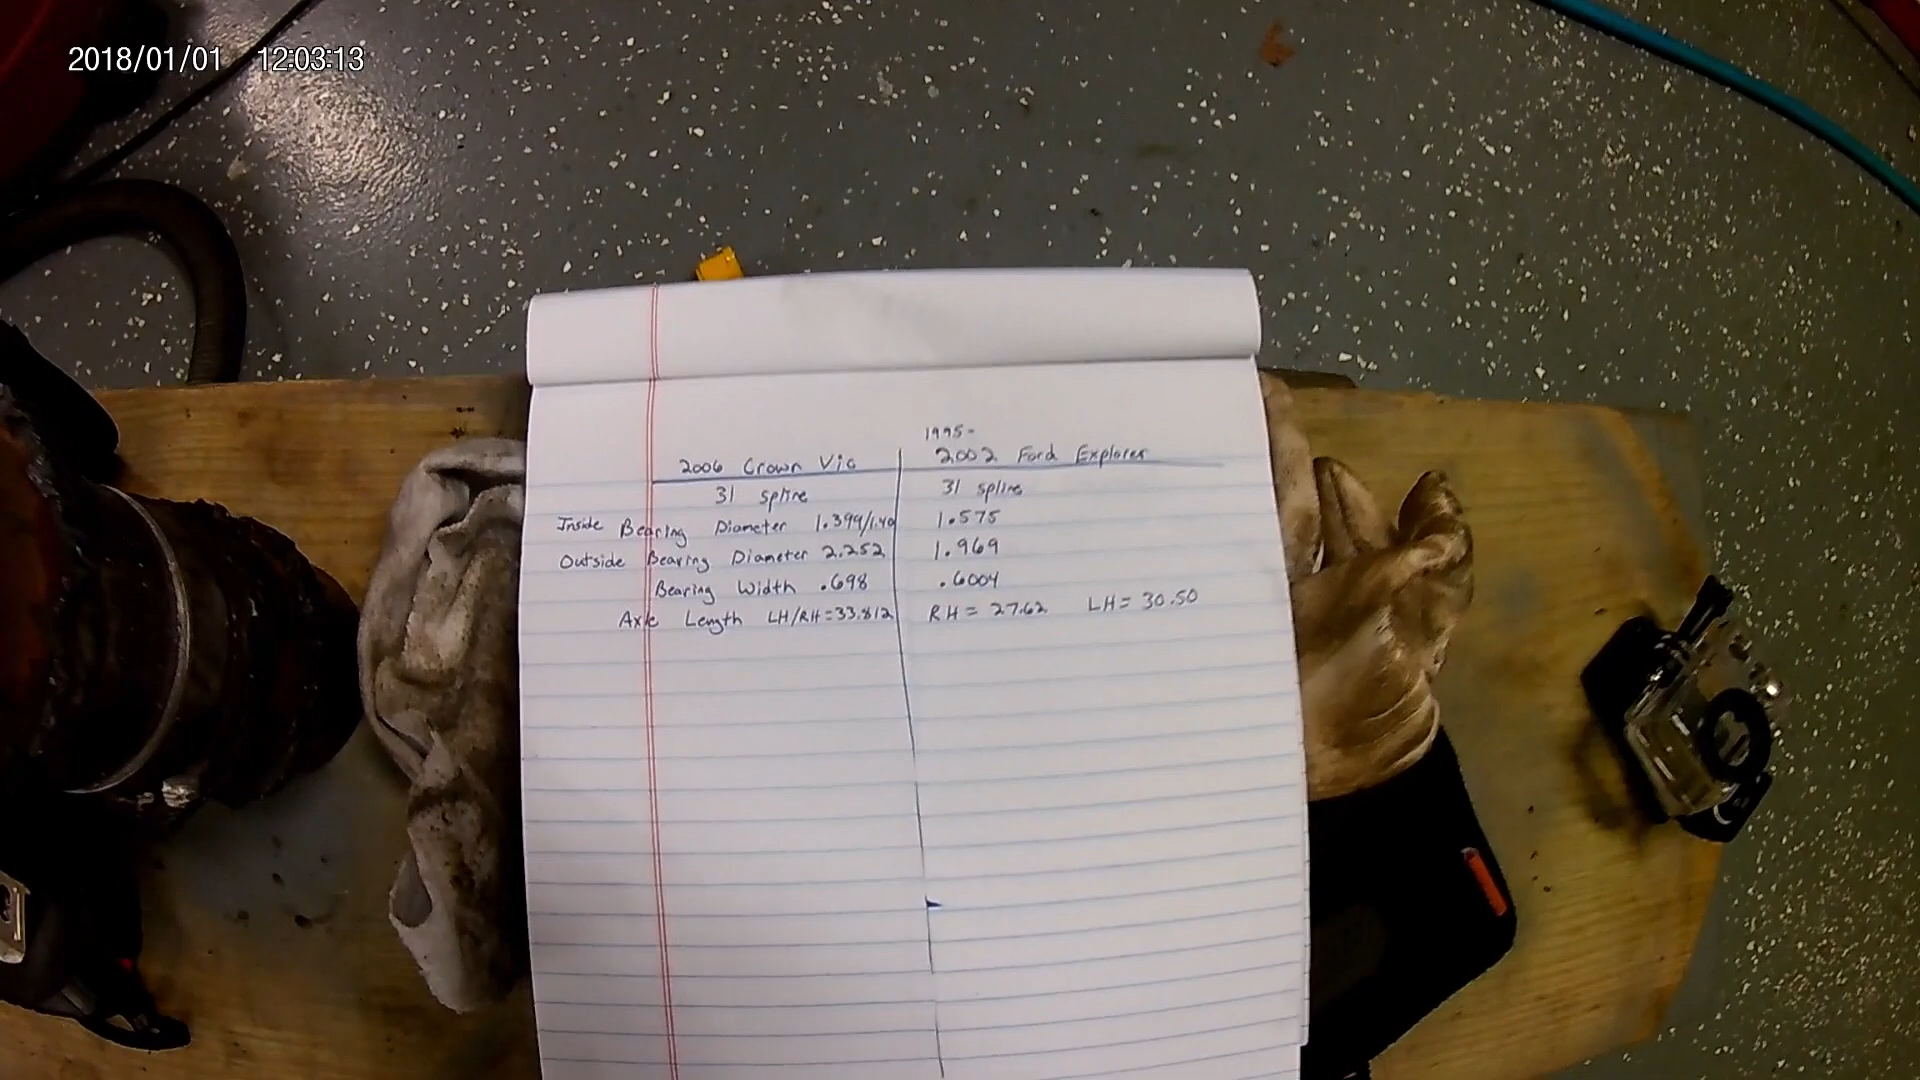 2018/01/01 12:03:13
1995-
2006 Crown Vic 2002 Ford Explorer
31 spline 31 spline
Inside Bearing Diameter 1.399/1.40 1.575
Outside Bearing Diameter 2.252 1.969
Bearing Width .698 .6004
Axle Length LH/RH=33.812 RH= 27.62 LH= 30.50